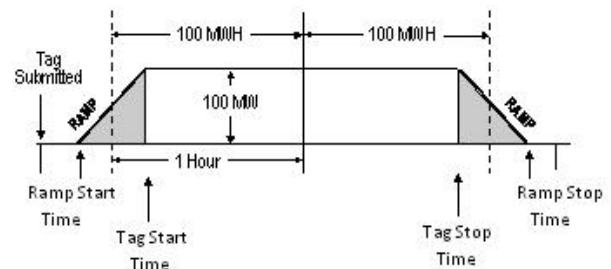 100 MWH
100 MWH
Tag
Submitted
RAMP
100 MW
RAMP
1 Hour
Ramp Start
Time
Tag Start
Time
Tag Stop
Time
Ramp Stop
Time